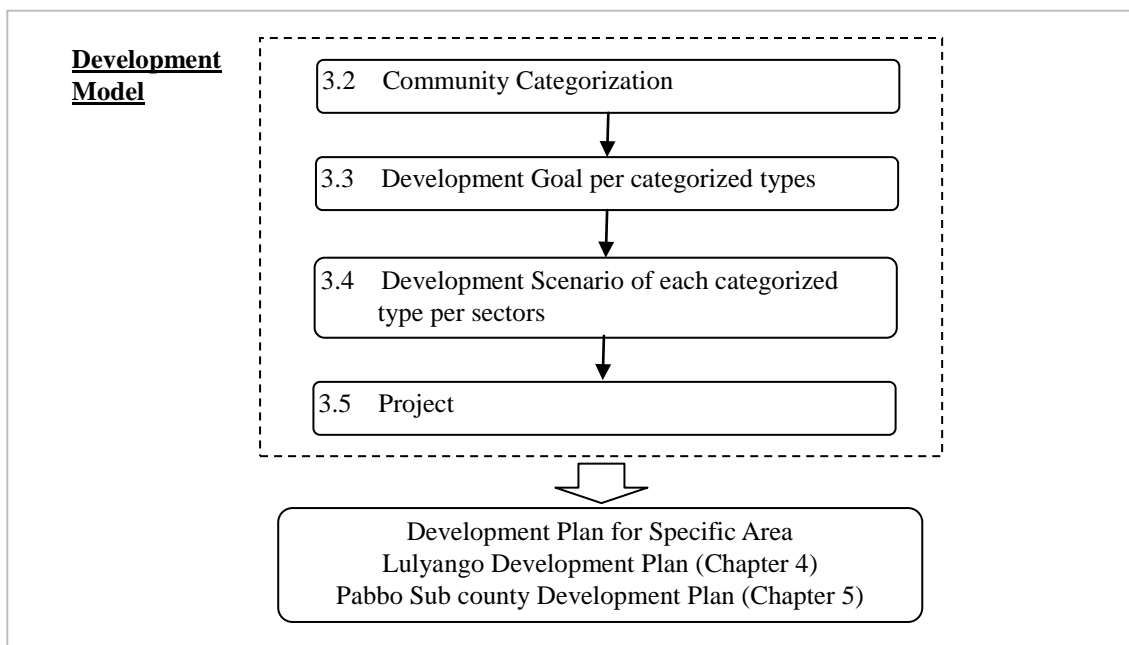 Development
Model
3.2 Community Categorization
3.3 Development Goal per categorized types
3.4 Development Scenario of each categorized
type per sectors
3.5 Project
Development Plan for Specific Area
Lulyango Development Plan (Chapter 4)
Pabbo Sub county Development Plan (Chapter 5)